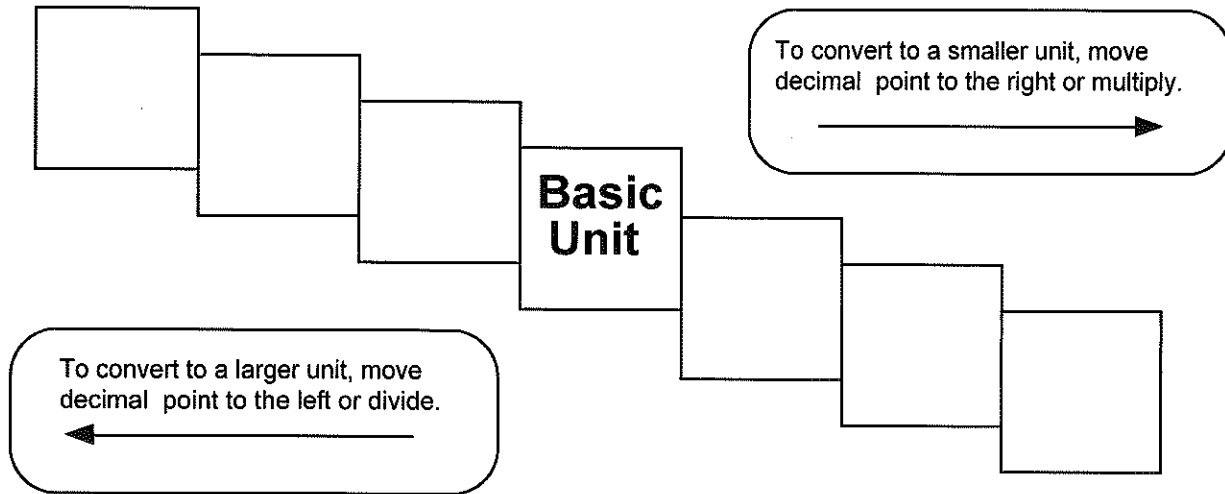 To convert to a smaller unit, move
decimal point to the right or multiply.
Basic
Unit
To convert to a larger unit, move
decimal point to the left or divide.